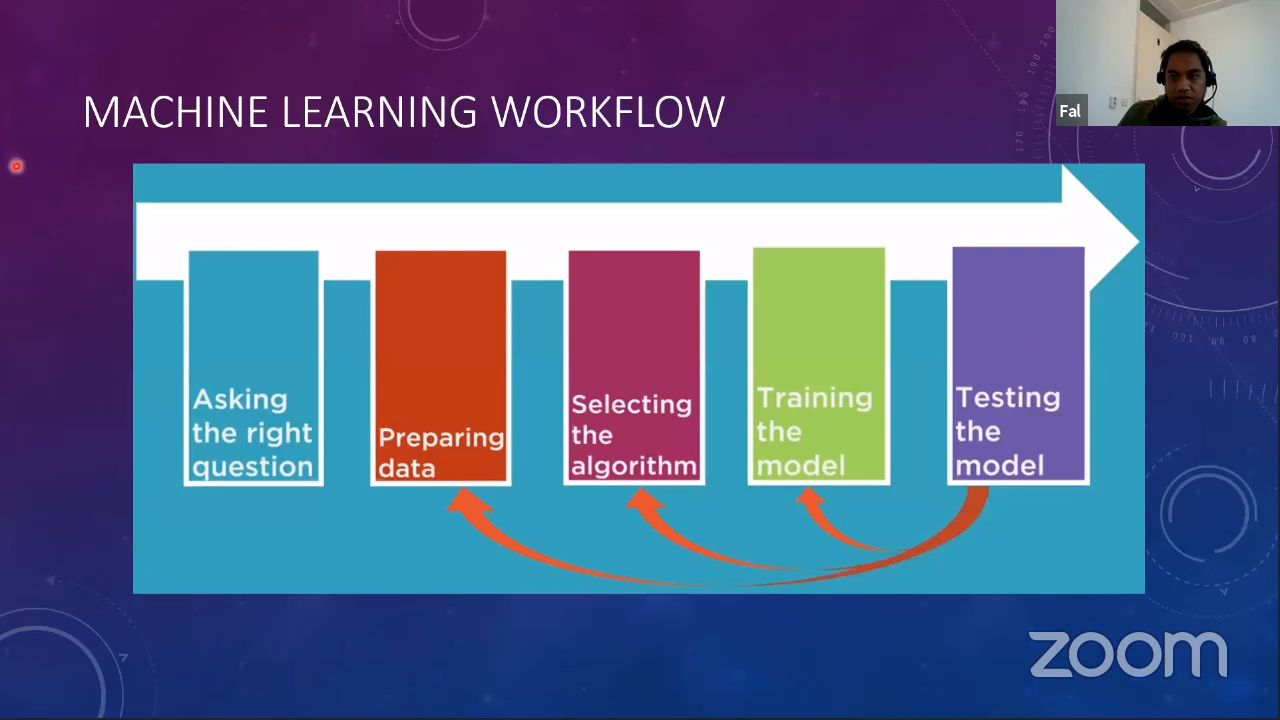 MACHINE LEARNING WORKFLOW
Fal
Asking
the right
question
Preparing
data
Selecting
the
algorithm
Training
the
model
Testing
the
model
zoom